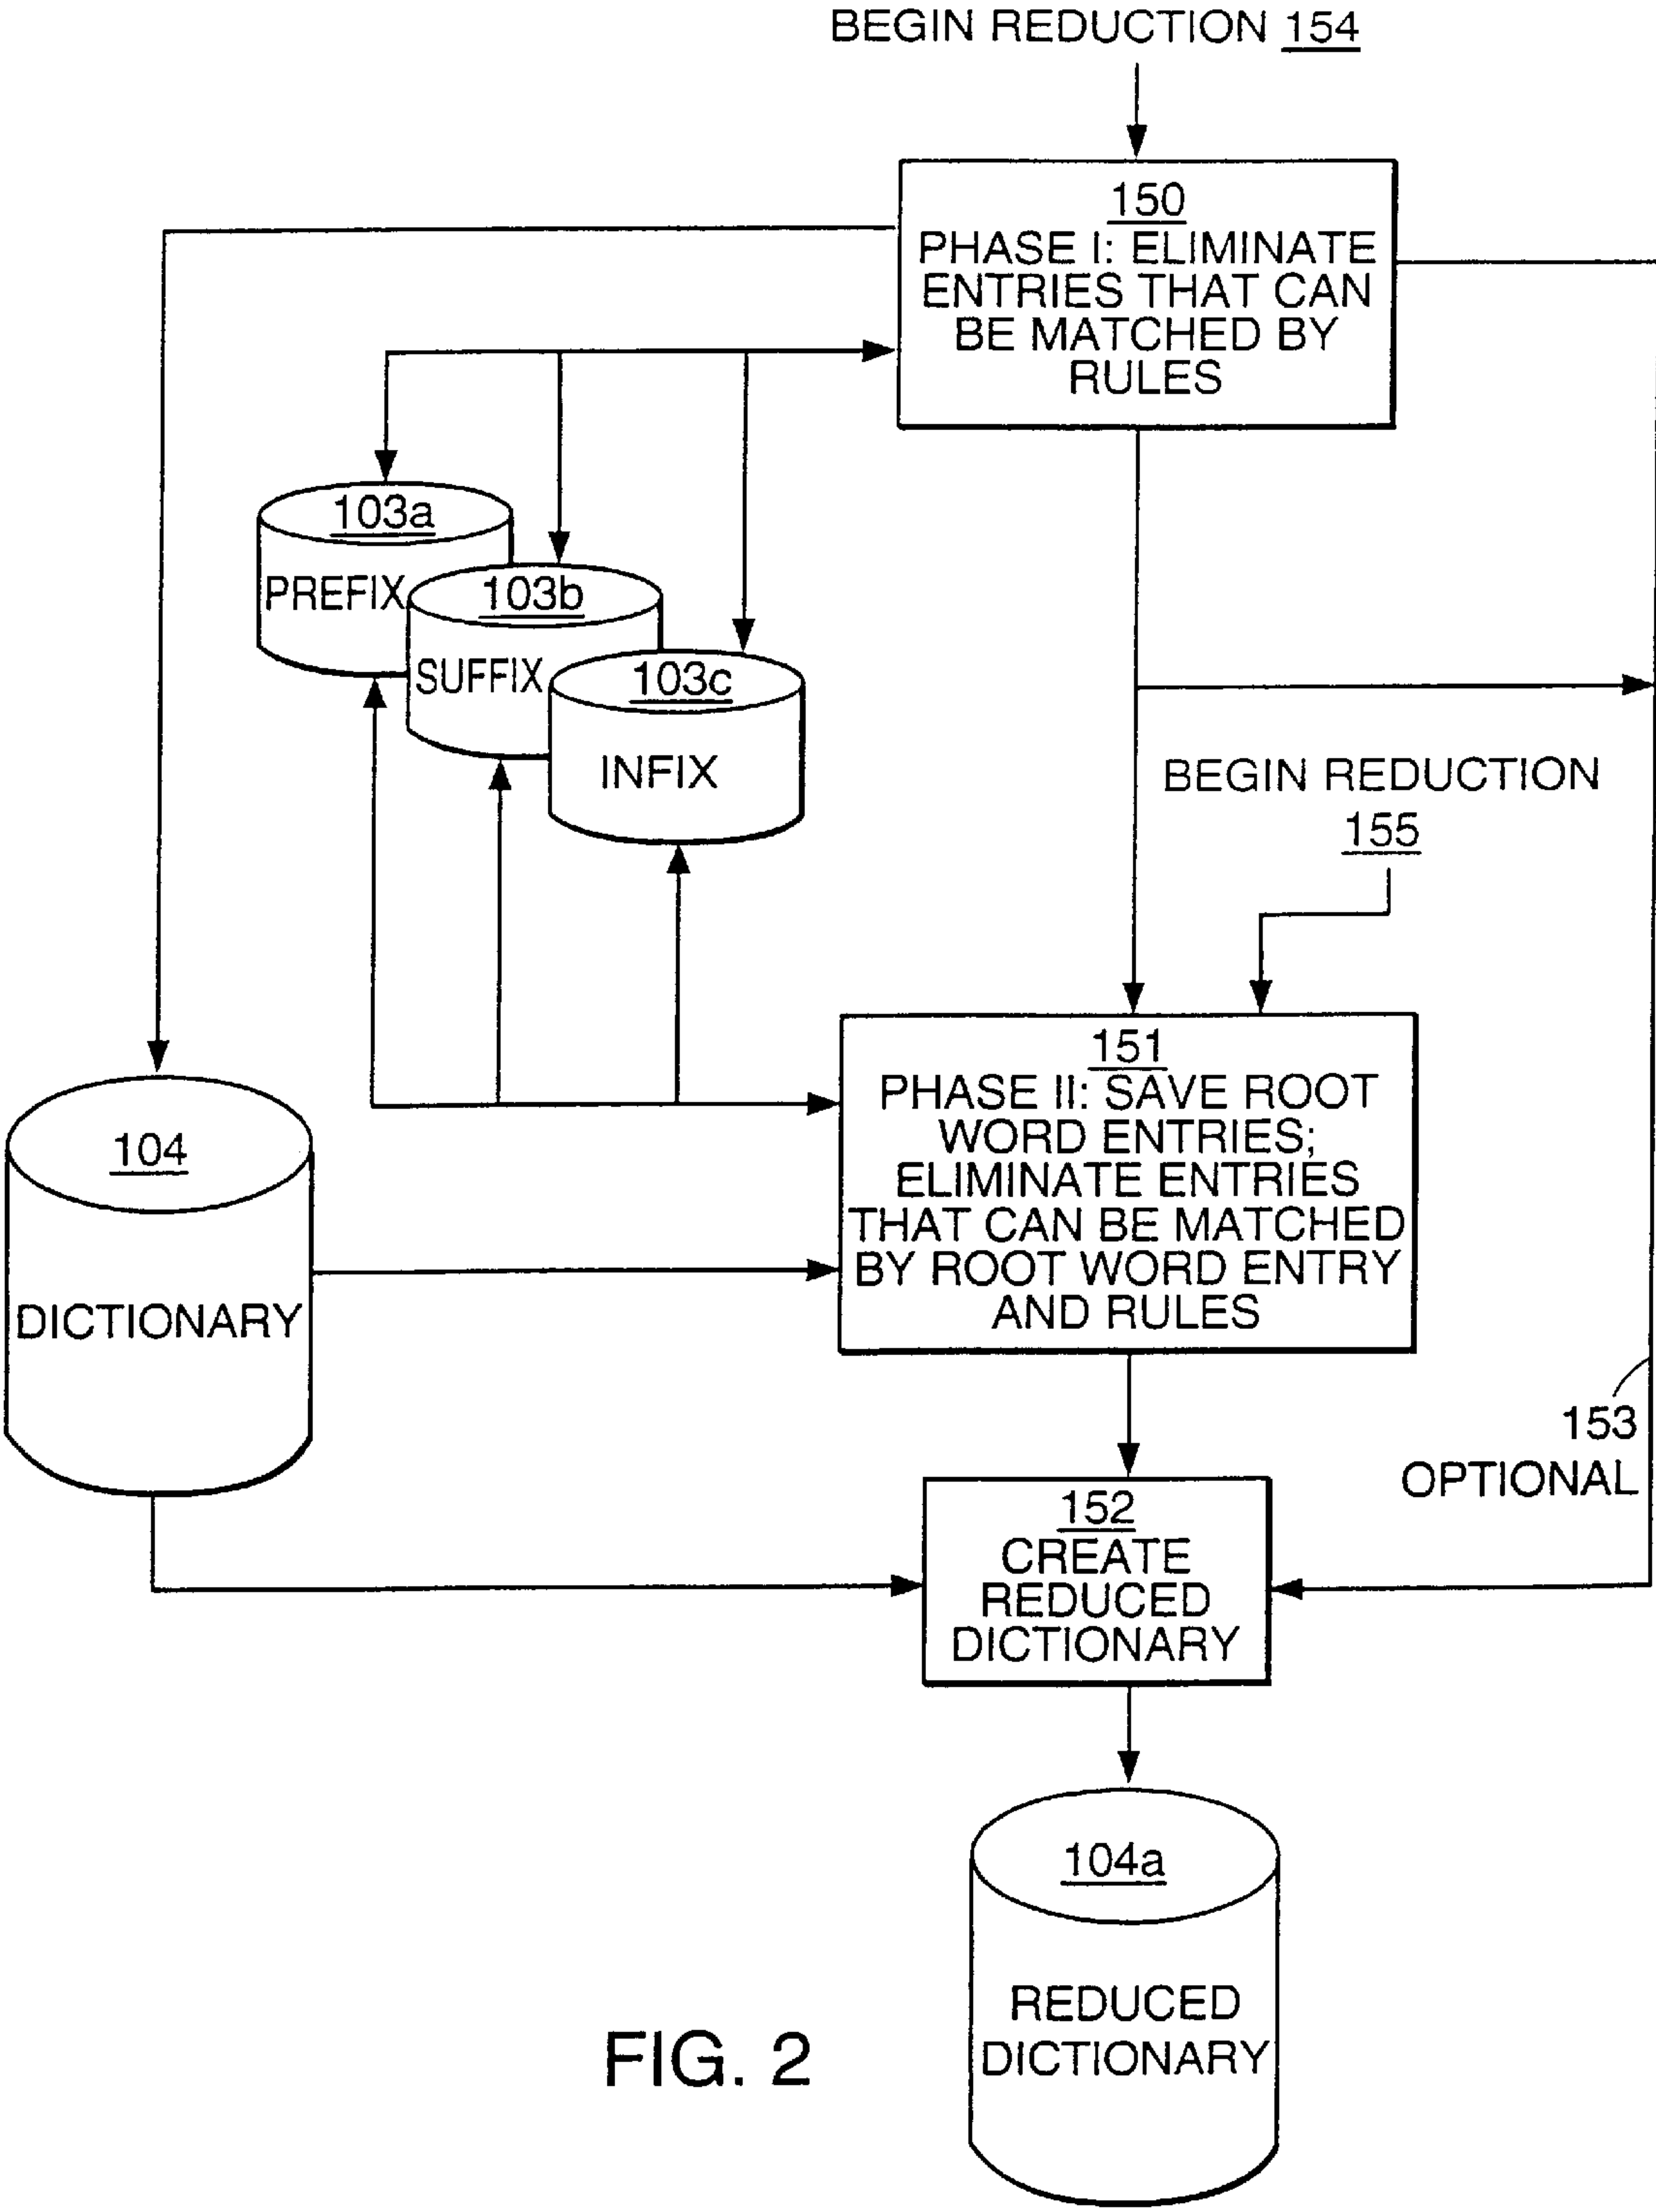 BEGIN REDUCTION 154
150
PHASE I: ELIMINATE
ENTRIES THAT CAN
BE MATCHED BY
RULES
103a
PREFIX
103b
SUFFIX
103c
INFIX
BEGIN REDUCTION
155
151
PHASE II: SAVE ROOT
WORD ENTRIES;
ELIMINATE ENTRIES
THAT CAN BE MATCHED
BY ROOT WORD ENTRY
AND RULES
104
DICTIONARY
153
OPTIONAL
152
CREATE
REDUCED
DICTIONARY
104a
REDUCED
DICTIONARY
FIG. 2